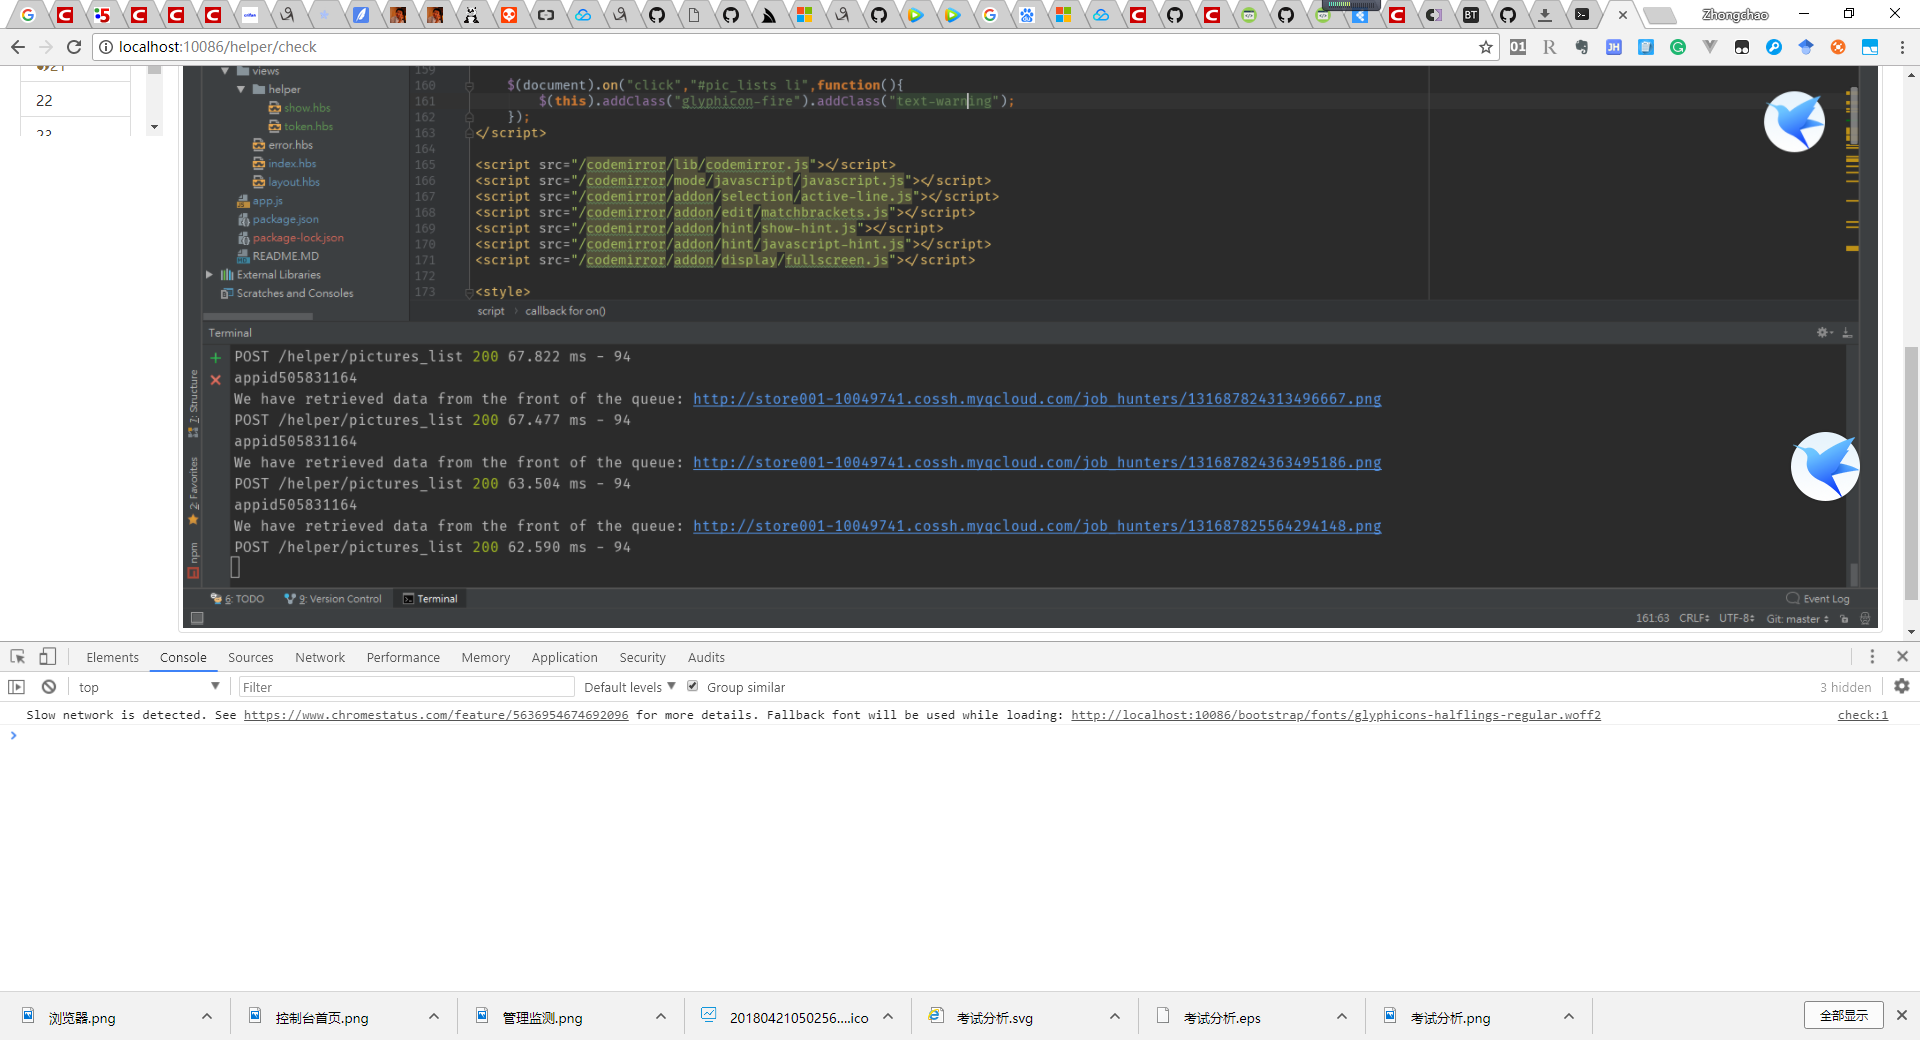 Zhongchao
localhost:10086/helper/check
21
22
23
views
helper
show.hbs
token.hbs
error.hbs
index.hbs
layout.hbs
app.js
package.json
package-lock.json
README.MD
External Libraries
Scratches and Consoles
159
160 $(document).on("click","#pic_lists li",function(){
161 $(this).addClass("glyphicon-fire").addClass("text-warning");
162 });
163 </script>
164
165 <script src="/codemirror/lib/codemirror.js"></script>
166 <script src="/codemirror/mode/javascript/javascript.js"></script>
167 <script src="/codemirror/addon/selection/active-line.js"></script>
168 <script src="/codemirror/addon/edit/matchbrackets.js"></script>
169 <script src="/codemirror/addon/hint/show-hint.js"></script>
170 <script src="/codemirror/addon/hint/javascript-hint.js"></script>
171 <script src="/codemirror/addon/display/fullscreen.js"></script>
172
173 <style>
script › callback for on()
Terminal
POST /helper/pictures_list 200 67.822 ms - 94
appid505831164
We have retrieved data from the front of the queue: http://store001-10049741.cossh.myqcloud.com/job_hunters/131687824313496667.png
POST /helper/pictures_list 200 67.477 ms - 94
appid505831164
We have retrieved data from the front of the queue: http://store001-10049741.cossh.myqcloud.com/job_hunters/131687824363495186.png
POST /helper/pictures_list 200 63.504 ms - 94
appid505831164
We have retrieved data from the front of the queue: http://store001-10049741.cossh.myqcloud.com/job_hunters/131687825564294148.png
POST /helper/pictures_list 200 62.590 ms - 94
7: Structure
2: Favorites
npm
6: TODO 9: Version Control Terminal Event Log
161:63 CRLF UTF-8 Git: master
Elements Console Sources Network Performance Memory Application Security Audits
top Filter Default levels Group similar 3 hidden
Slow network is detected. See https://www.chromestatus.com/feature/5636954674692096 for more details. Fallback font will be used while loading: http://localhost:10086/bootstrap/fonts/glyphicons-halflings-regular.woff2 check:1
浏览器.png 控制台首页.png 管理监测.png 20180421050256....ico 考试分析.svg 考试分析.eps 考试分析.png 全部显示